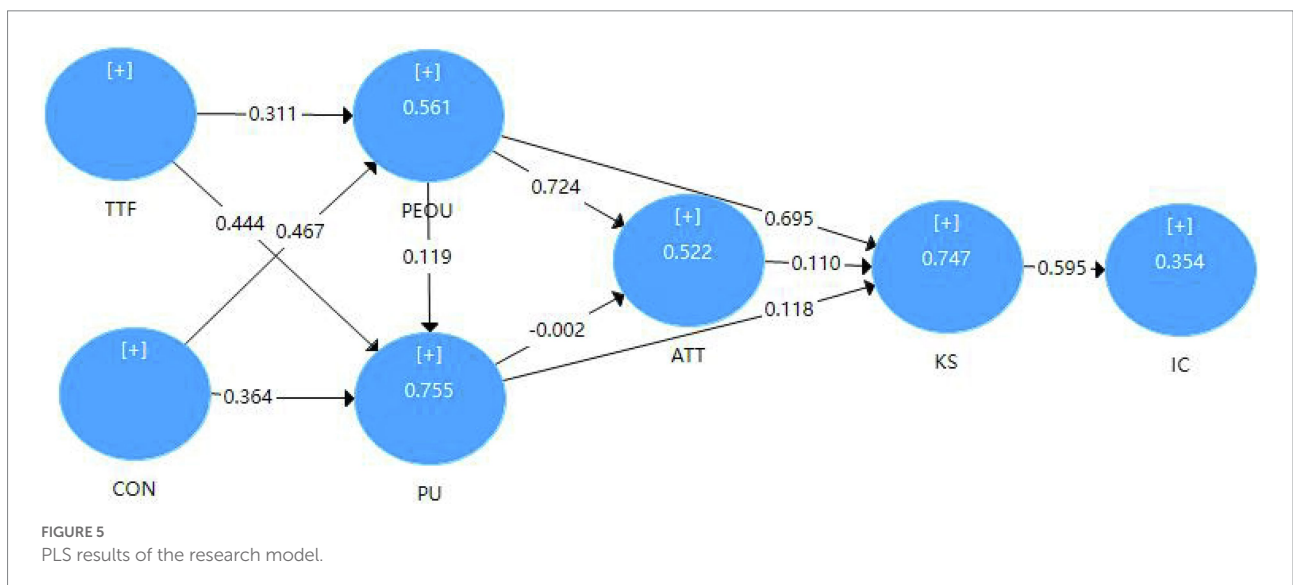 [+]
TTF
0.311
[+]
0.561
PEOU
0.444
0.467
0.119
0.724
0.695
[+]
0.522
ATT
0.110
-0.002
0.118
[+]
0.747
KS
0.595
[+]
0.354
IC
[+]
CON
0.364
[+]
0.755
PU
FIGURE 5
PLS results of the research model.